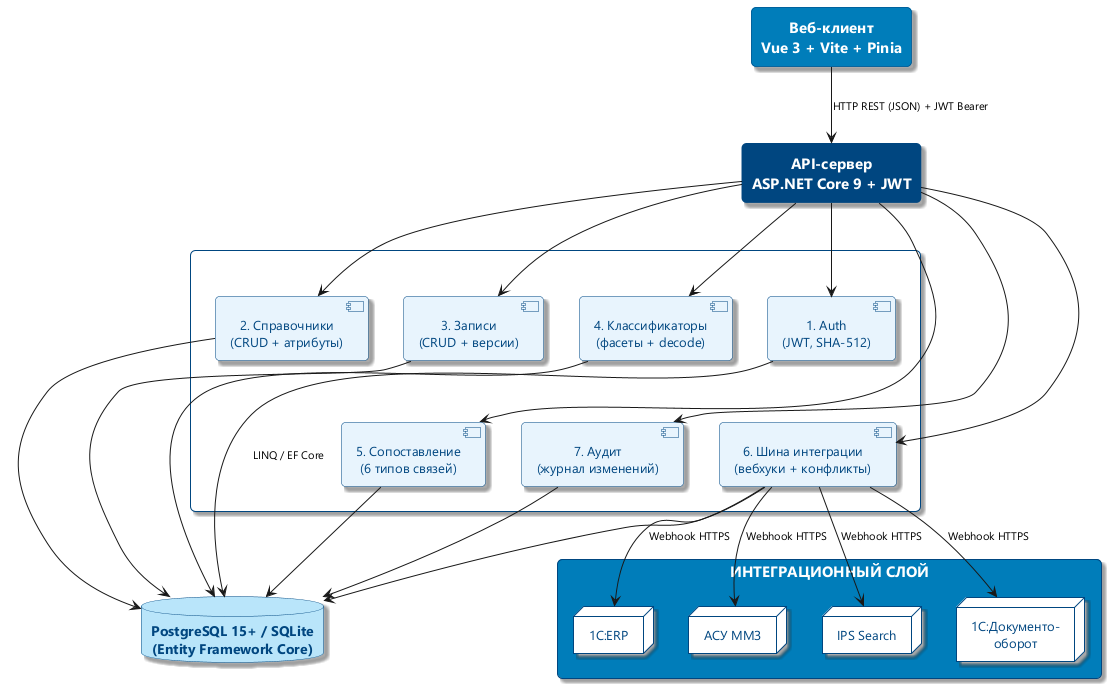 Веб-клиент
Vue 3 + Vite + Pinia
HTTP REST (JSON) + JWT Bearer
API-сервер
ASP.NET Core 9 + JWT
2. Справочники
(CRUD + атрибуты)
3. Записи
(CRUD + версии)
4. Классификаторы
(фасеты + decode)
1. Auth
(JWT, SHA-512)
LINQ / EF Core
5. Сопоставление
(6 типов связей)
7. Аудит
(журнал изменений)
6. Шина интеграции
(вебхуки + конфликты)
Webhook HTTPS
Webhook HTTPS
Webhook HTTPS
Webhook HTTPS
PostgreSQL 15+ / SQLite
(Entity Framework Core)
ИНТЕГРАЦИОННЫЙ СЛОЙ
1С:ERP
АСУ ММЗ
IPS Search
1С:Документо-
оборот